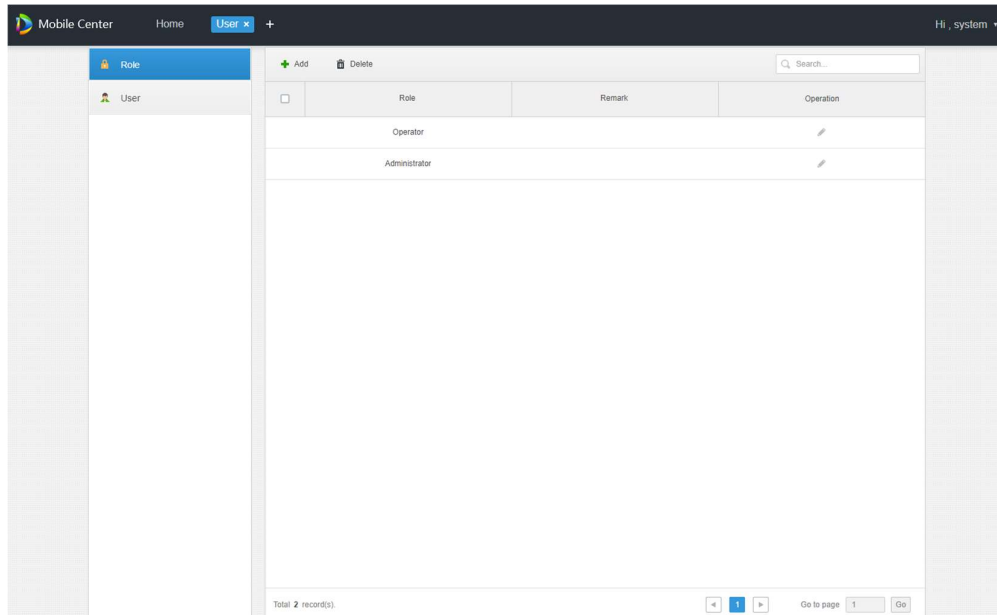 Mobile Center Home User × + Hi , system
Role
User
Add Delete Search...
Role Remark Operation
Operator
Administrator
Total 2 record(s). 1 Go to page 1 Go